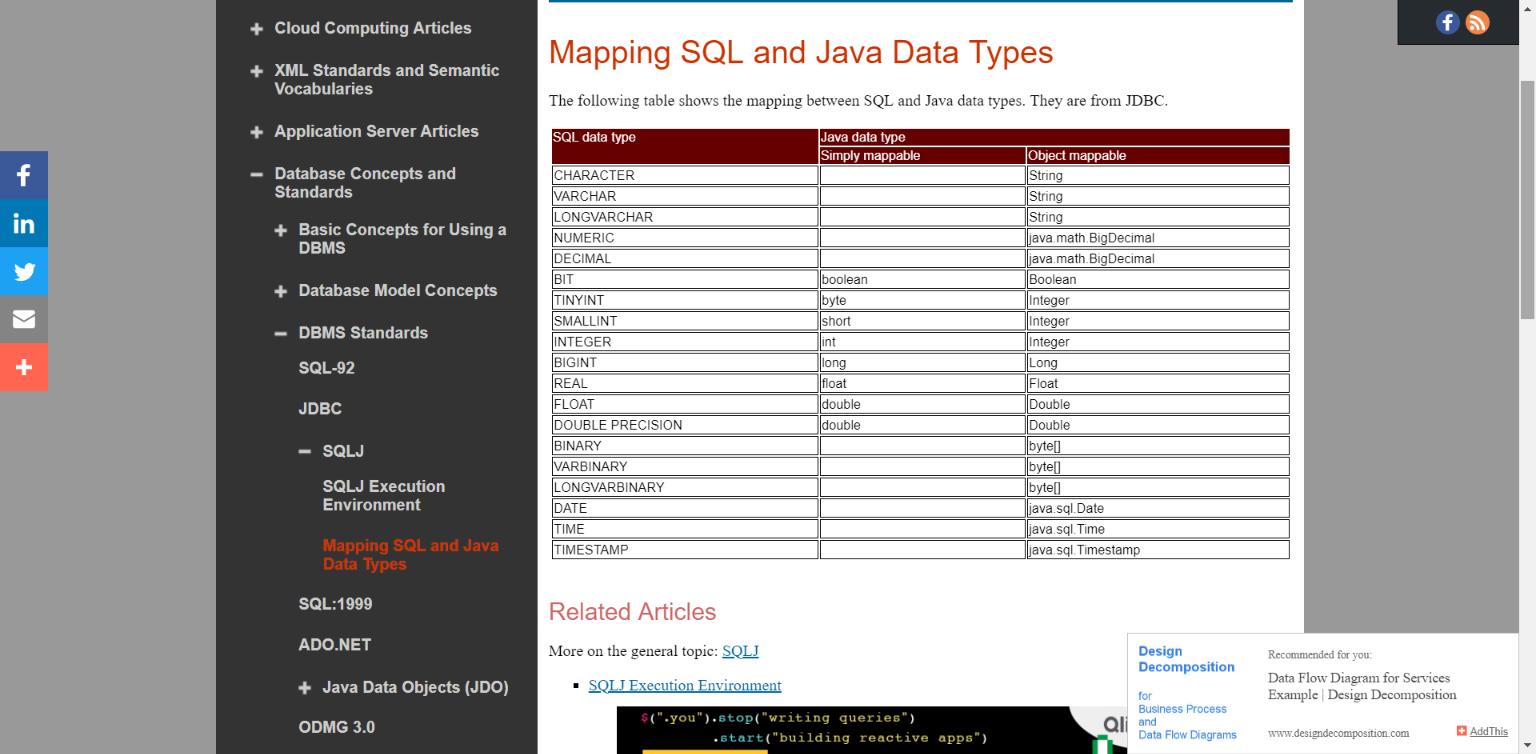 Cloud Computing Articles
XML Standards and Semantic
Vocabularies
Application Server Articles
Database Concepts and
Standards
Basic Concepts for Using a
DBMS
Database Model Concepts
DBMS Standards
SQL-92
JDBC
SQLJ
SQLJ Execution
Environment
Mapping SQL and Java
Data Types
SQL:1999
ADO.NET
Java Data Objects (JDO)
ODMG 3.0
Mapping SQL and Java Data Types
The following table shows the mapping between SQL and Java data types. They are from JDBC.
SQL data type Java data type
Simply mappable Object mappable
CHARACTER String
VARCHAR String
LONGVARCHAR String
NUMERIC java.math.BigDecimal
DECIMAL java.math.BigDecimal
BIT boolean Boolean
TINYINT byte Integer
SMALLINT short Integer
INTEGER int Integer
BIGINT long Long
REAL float Float
FLOAT double Double
DOUBLE PRECISION double Double
BINARY byte[]
VARBINARY byte[]
LONGVARBINARY byte[]
DATE java.sql.Date
TIME java.sql.Time
TIMESTAMP java.sql.Timestamp
Related Articles
More on the general topic: SQLJ
SQLJ Execution Environment
$(".you").stop("writing queries")
.start("building reactive apps")
Design
Decomposition
for
Business Process
and
Data Flow Diagrams
Recommended for you:
Data Flow Diagram for Services
Example | Design Decomposition
www.designdecomposition.com
AddThis